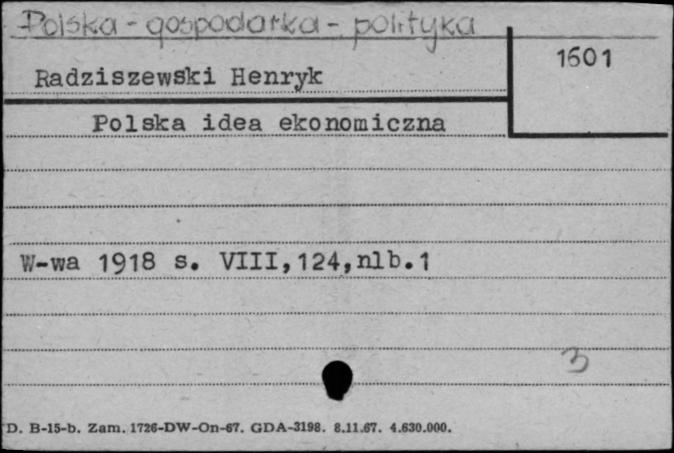 Polska - gospodarka - polityka
1601
Radziszewski Henryk
Polska idea ekonomiczna
W-wa 1918 s. VIII,124,nlb.1
3
D. B-15-b. Zam. 1726-DW-On-67. GDA-3198. 8.11.67. 4.630.000.